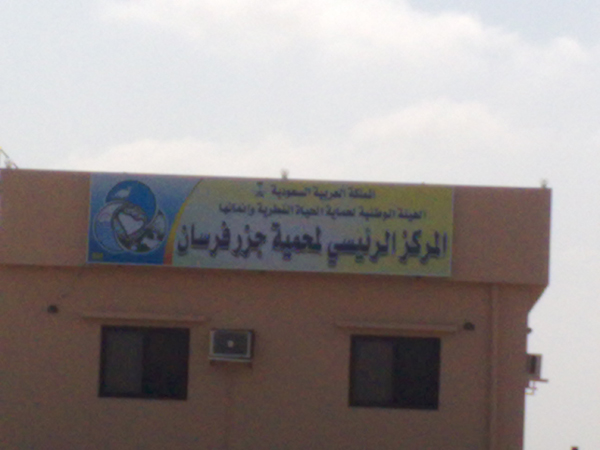 المملكة العربية السعودية
الهيئة الوطنية لحماية الحياة الفطرية وإنمائها
المركز الرئيسي لمحمية جزر فرسان